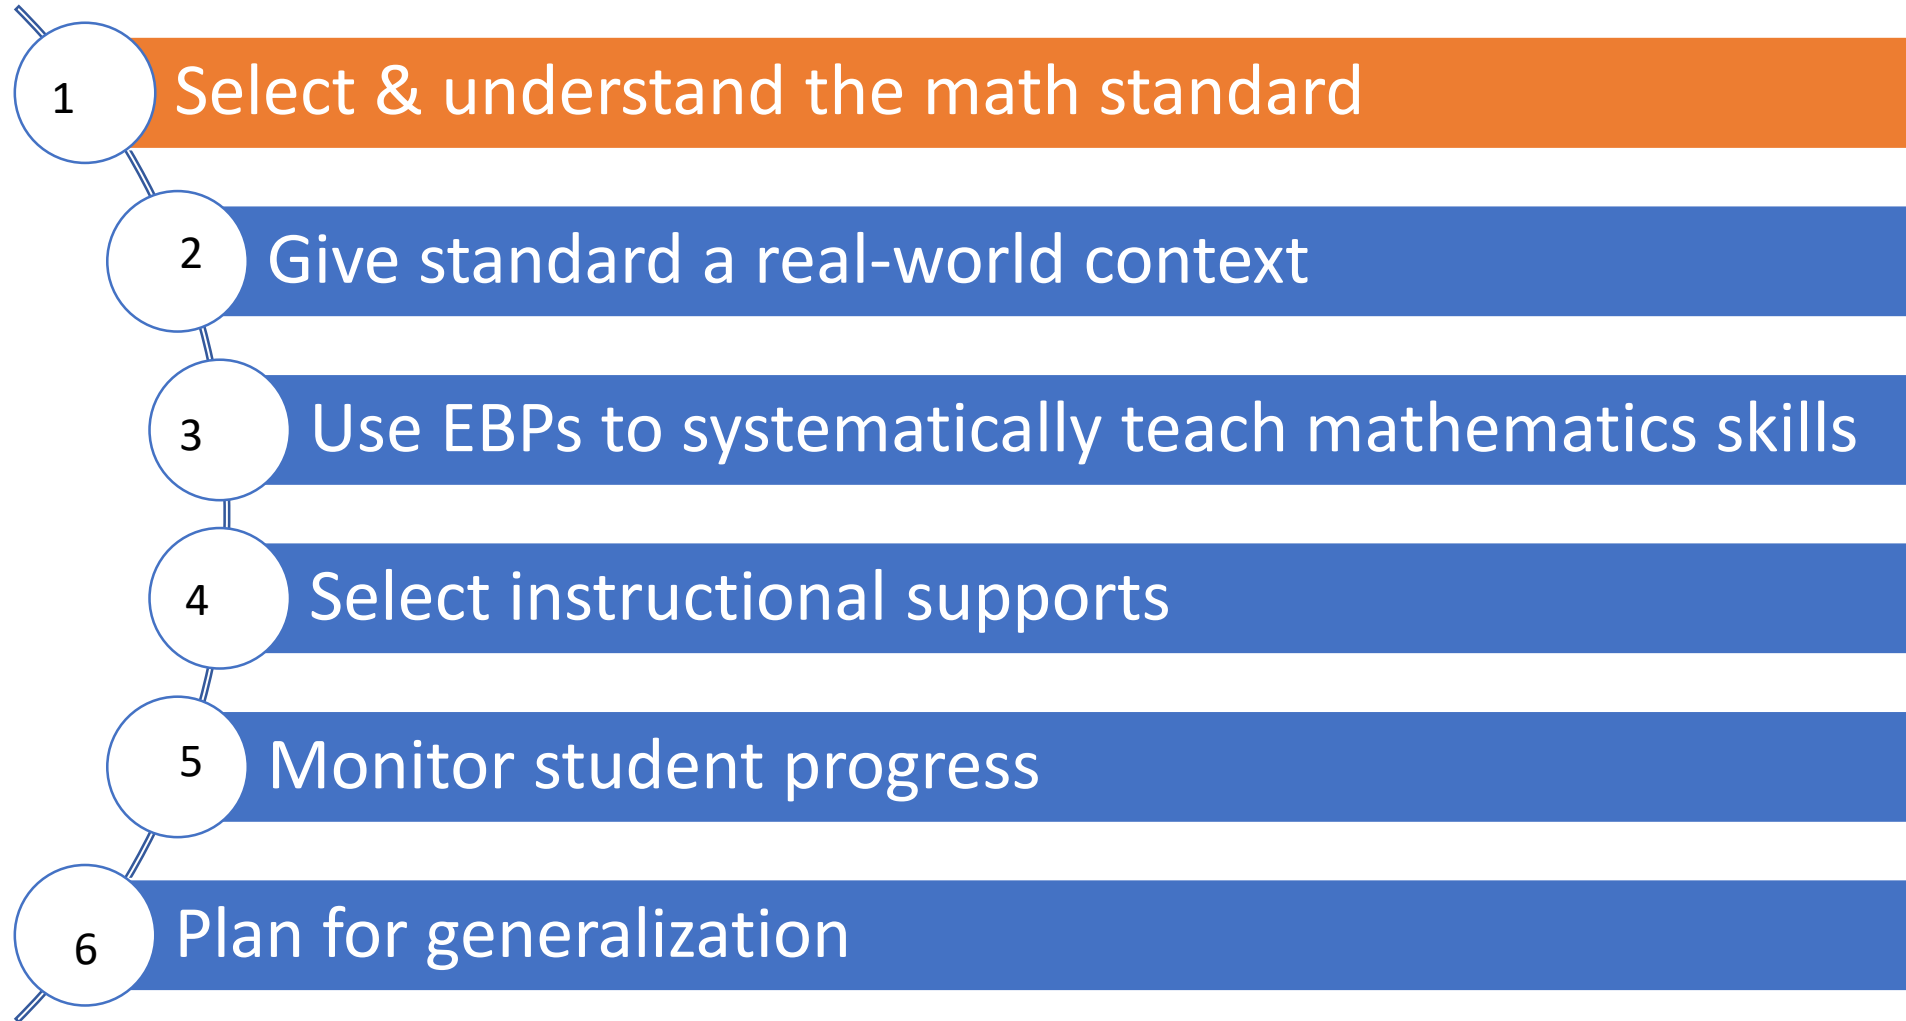 1 Select & understand the math standard
2 Give standard a real-world context
3 Use EBPs to systematically teach mathematics skills
4 Select instructional supports
5 Monitor student progress
6 Plan for generalization